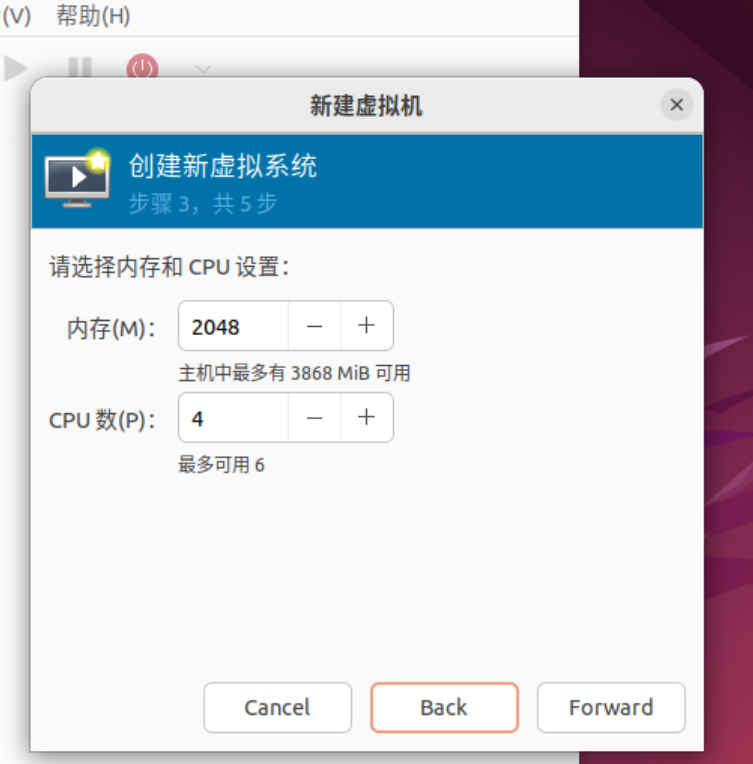 (V) 帮助(H)
新建虚拟机
创建新虚拟系统
步骤 3，共 5 步
请选择内存和 CPU 设置：
内存(M)： 2048 − +
主机中最多有 3868 MiB 可用
CPU 数(P)： 4 − +
最多可用 6
Cancel Back Forward